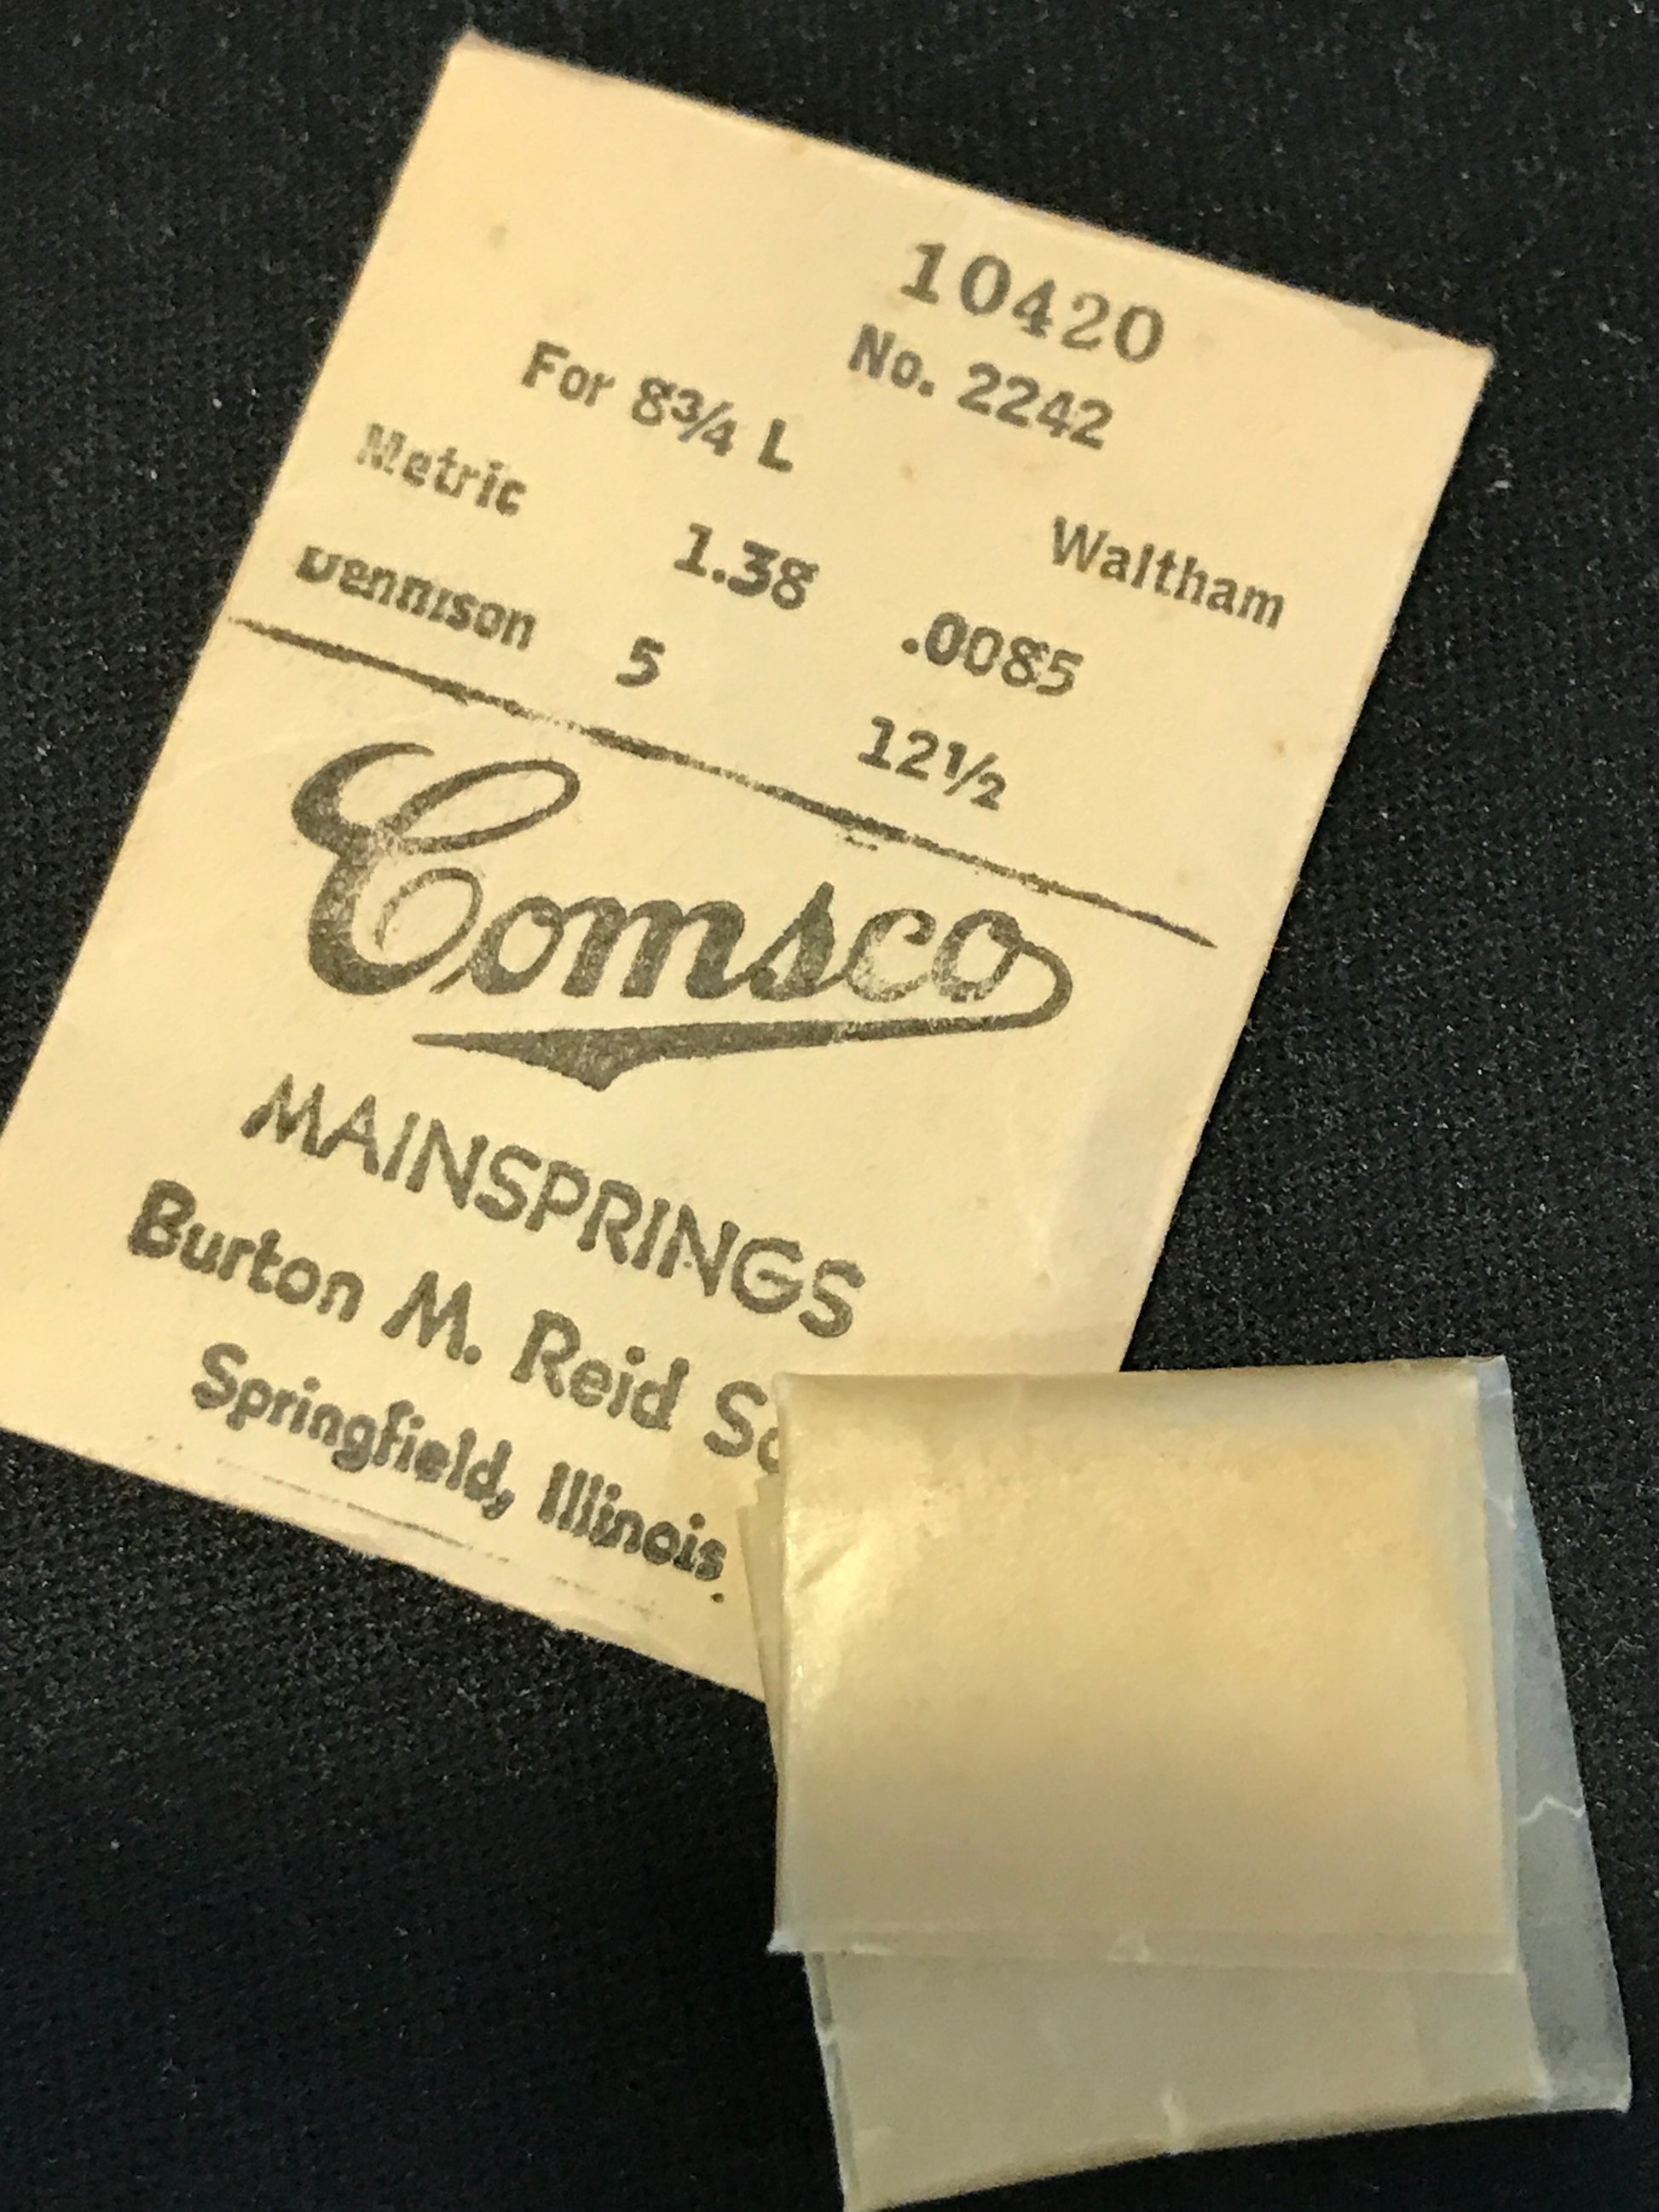 10420
No. 2242
For 8¾ L Waltham
Metric 1.38 .0085
Dennison 5 12½
Comsco
MAINSPRINGS
Burton M. Reid
Springfield, Illinois